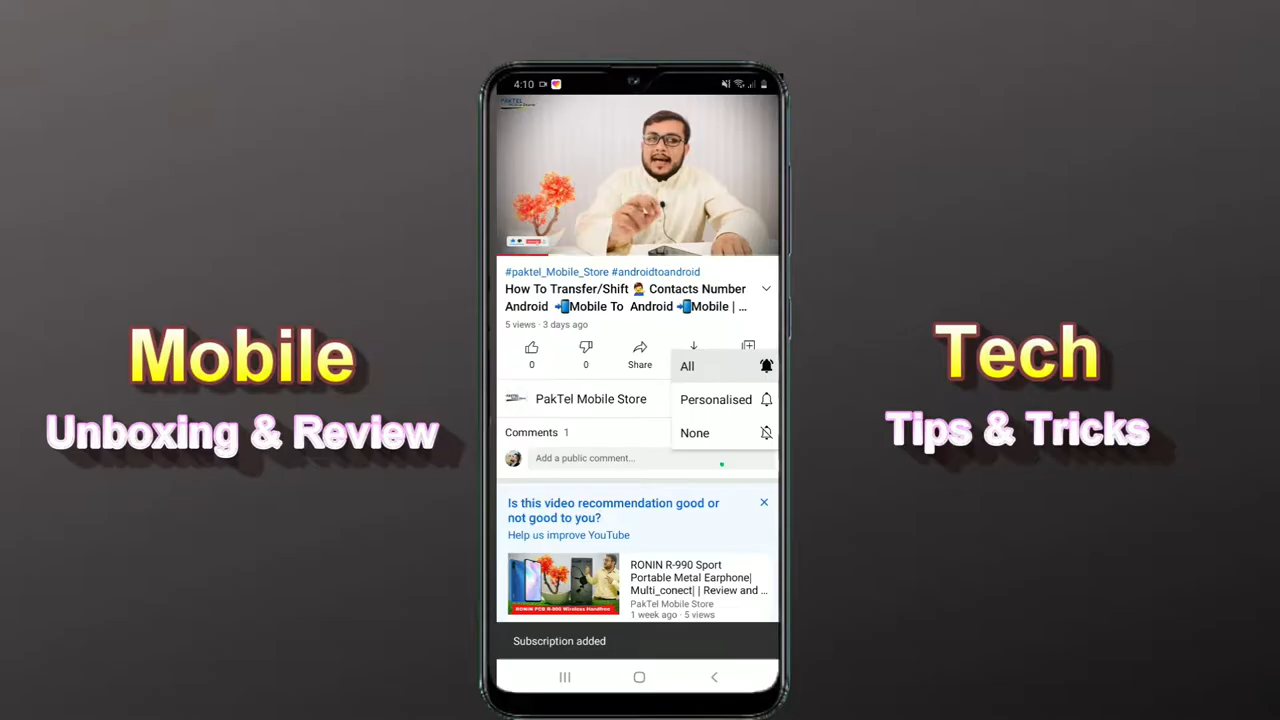 4:10
PAKTEL
#paktel_Mobile_Store #androidtoandroid
How To Transfer/Shift 🙍 Contacts Number
Android 📲Mobile To Android 📲Mobile | ...
5 views · 3 days ago
0
0
Share
All
Personalised
None
PakTel Mobile Store
Comments 1
Add a public comment...
Is this video recommendation good or
not good to you?
Help us improve YouTube
RONIN R-990 Sport
Portable Metal Earphone|
Multi_conect| | Review and ...
PakTel Mobile Store
1 week ago · 5 views
Subscription added
Mobile
Unboxing & Review
Tech
Tips & Tricks